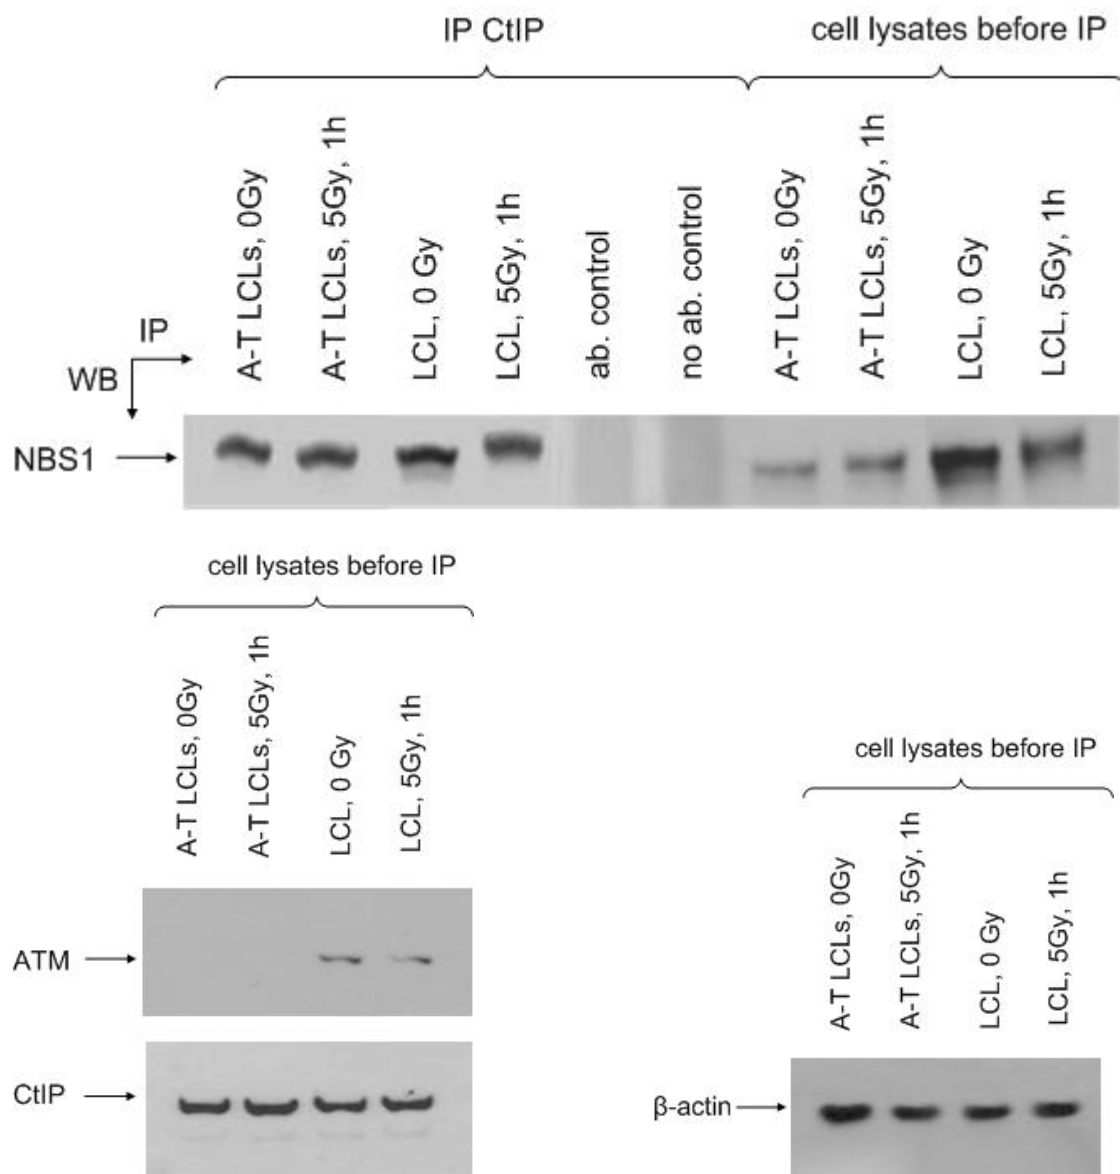 IP CtIP
cell lysates before IP
A-T LCLs, 0Gy
A-T LCLs, 5Gy, 1h
LCL, 0 Gy
LCL, 5Gy, 1h
ab. control
no ab. control
A-T LCLs, 0Gy
A-T LCLs, 5Gy, 1h
LCL, 0 Gy
LCL, 5Gy, 1h
IP
WB
NBS1
cell lysates before IP
A-T LCLs, 0Gy
A-T LCLs, 5Gy, 1h
LCL, 0 Gy
LCL, 5Gy, 1h
ATM
CtIP
cell lysates before IP
A-T LCLs, 0Gy
A-T LCLs, 5Gy, 1h
LCL, 0 Gy
LCL, 5Gy, 1h
β-actin